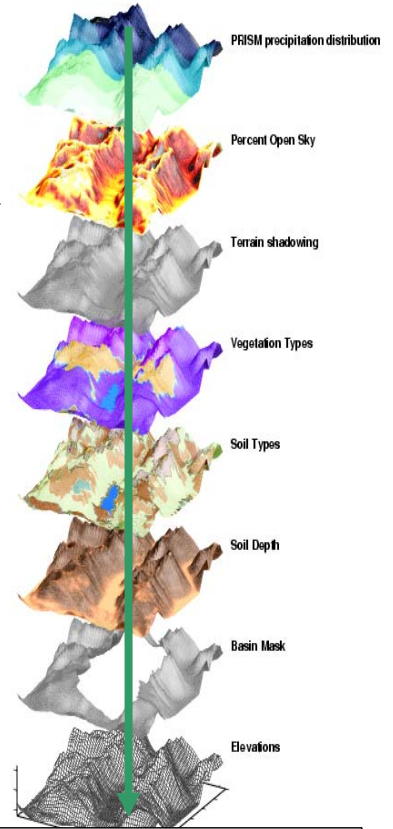 PRISM precipitation distribution
Percent Open Sky
Terrain shadowing
Vegetation Types
Soil Types
Soil Depth
Basin Mask
Elevations